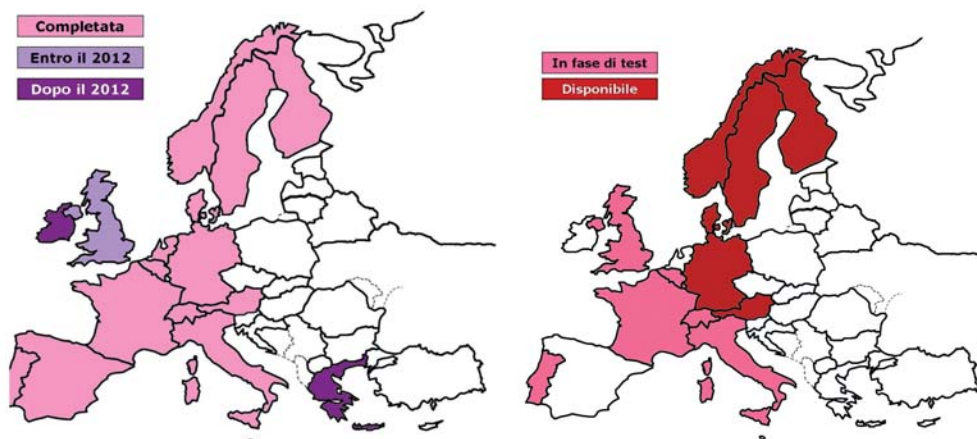 Completata
Entro il 2012
Dopo il 2012
In fase di test
Disponibile